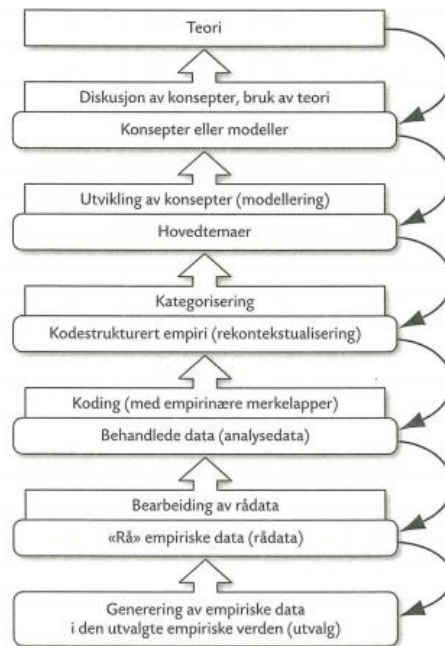 Teori
Diskusjon av konsepter, bruk av teori
Konsepter eller modeller
Utvikling av konsepter (modellering)
Hovedtemaer
Kategorisering
Kodestrukturert empiri (rekontekstualisering)
Koding (med empirinære merkelapper)
Behandlede data (analysedata)
Bearbeiding av rådata
«Rå» empiriske data (rådata)
Generering av empiriske data
i den utvalgte empiriske verden (utvalg)